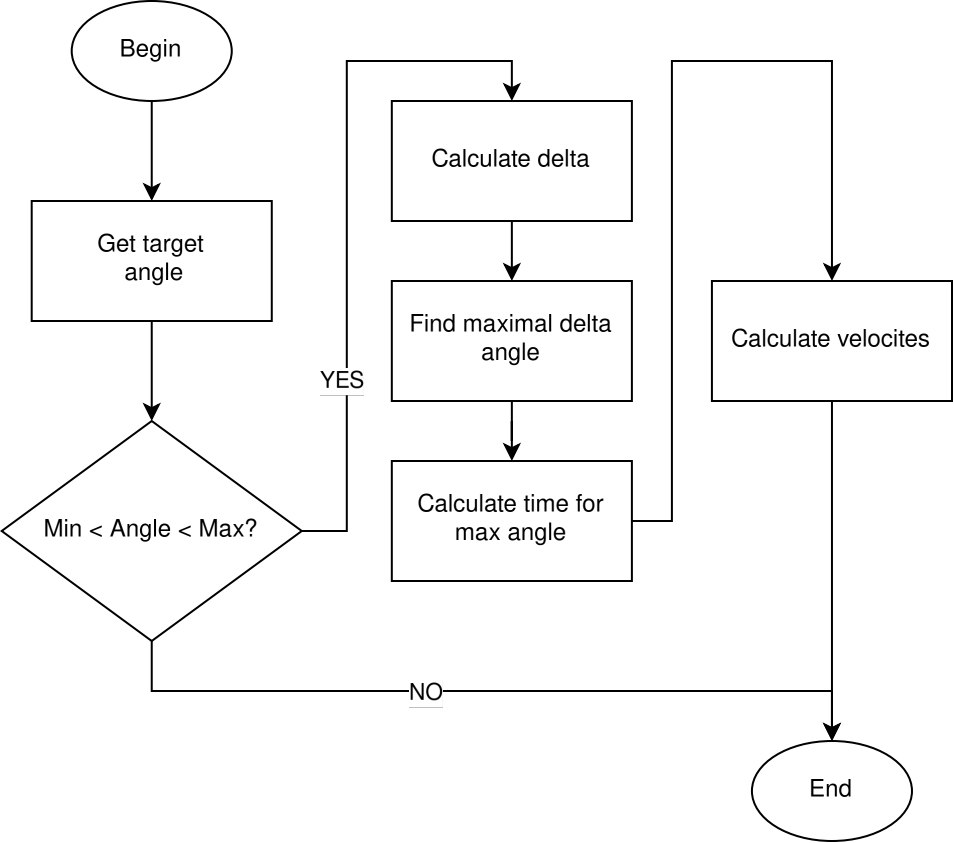 Begin
Get target
angle
Min < Angle < Max?
YES
NO
Calculate delta
Find maximal delta
angle
Calculate time for
max angle
Calculate velocites
End